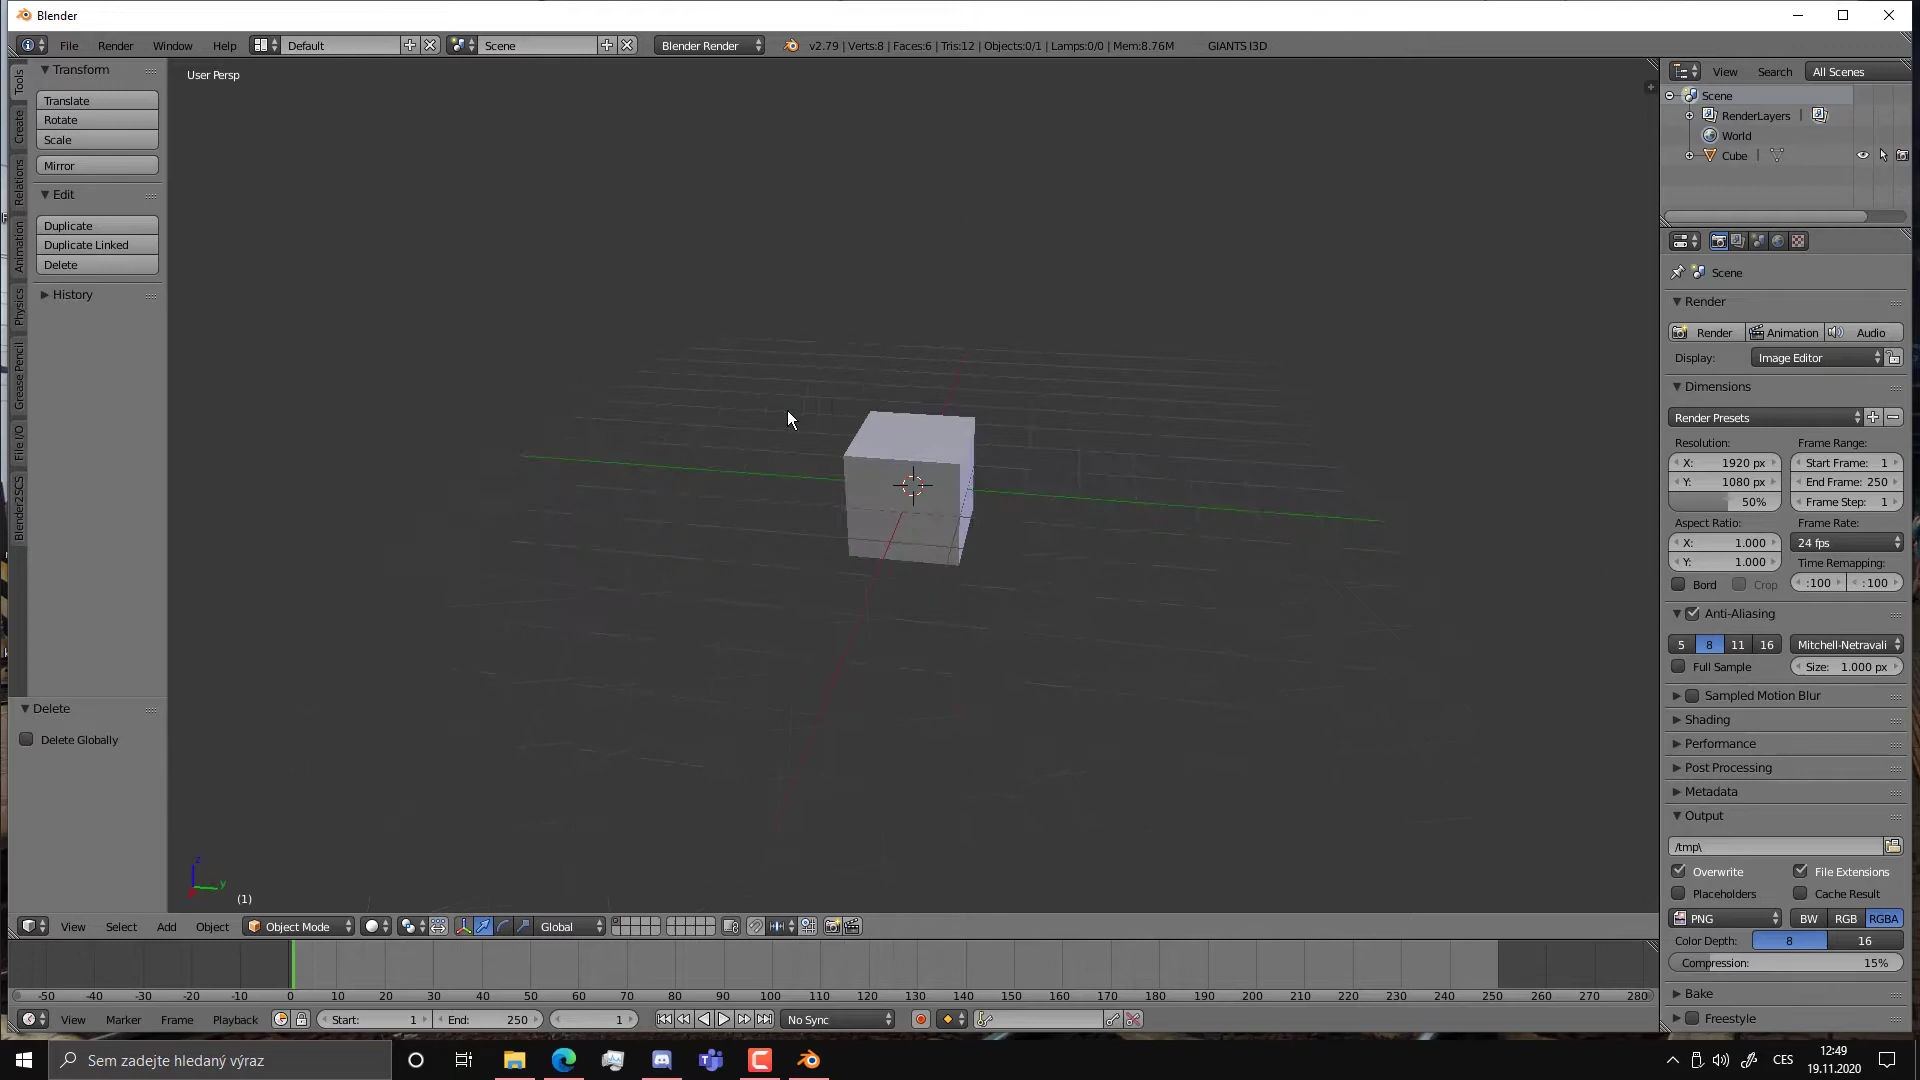 Blender
File Render Window Help Default Scene Blender Render v2.79 | Verts:8 | Faces:6 | Tris:12 | Objects:0/1 | Lamps:0/0 | Mem:8.76M GIANTS I3D
Tools
Create
Relations
Animation
Physics
Grease Pencil
File I/O
Blender2SCS
Transform
Translate
Rotate
Scale
Mirror
Edit
Duplicate
Duplicate Linked
Delete
History
Delete
Delete Globally
User Persp
z
y
(1)
View Select Add Object Object Mode Global
-50 -40 -30 -20 -10 0 10 20 30 40 50 60 70 80 90 100 110 120 130 140 150 160 170 180 190 200 210 220 230 240 250 260 270 280
View Marker Frame Playback Start: 1 End: 250 1 No Sync
View Search All Scenes
Scene
RenderLayers |
World
Cube |
Scene
Render
Render Animation Audio
Display: Image Editor
Dimensions
Render Presets
Resolution: Frame Range:
X: 1920 px Start Frame: 1
Y: 1080 px End Frame: 250
50% Frame Step: 1
Aspect Ratio: Frame Rate:
X: 1.000 24 fps
Y: 1.000 Time Remapping:
Bord Crop :100 :100
Anti-Aliasing
5 8 11 16 Mitchell-Netravali
Full Sample Size: 1.000 px
Sampled Motion Blur
Shading
Performance
Post Processing
Metadata
Output
/tmp\
Overwrite File Extensions
Placeholders Cache Result
PNG BW RGB RGBA
Color Depth: 8 16
Compression: 15%
Bake
Freestyle
Sem zadejte hledaný výraz
CES
12:49
19.11.2020